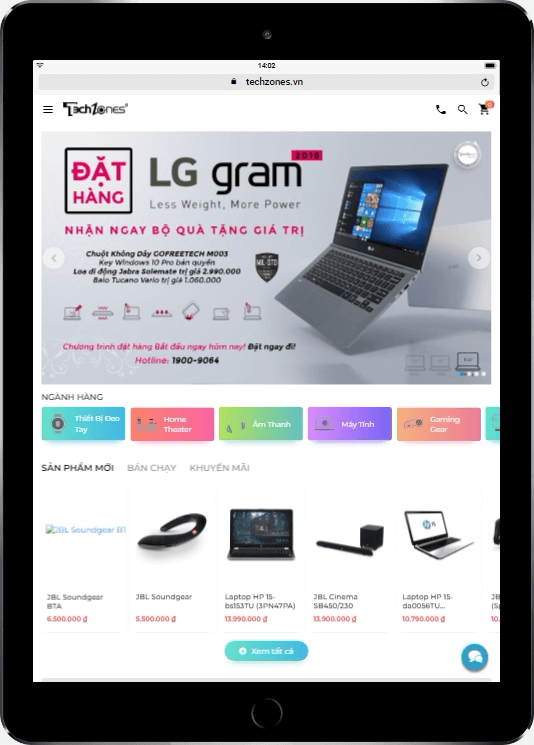 14:02
techzones.vn
TechZones
ĐẶT
HÀNG
LG gram 2018
Less Weight, More Power
NHẬN NGAY BỘ QUÀ TẶNG GIÁ TRỊ
Chuột Không Dây GOFREETECH M003
Key Windows 10 Pro bản quyền
Loa di động Jabra Solemate trị giá 2.990.000
Balo Tucano Vario trị giá 1.060.000
MIL-STD
Chương trình đặt hàng Bắt đầu ngay hôm nay! Đặt ngay đi!
Hotline: 1900-9064
NGÀNH HÀNG
Thiết Bị Đeo
Tay
Home
Theater
Âm Thanh
Máy Tính
Gaming
Gear
SẢN PHẨM MỚI
BÁN CHẠY
KHUYẾN MÃI
JBL Soundgear BT
JBL Soundgear
BTA
6.500.000 ₫
JBL Soundgear
5.500.000 ₫
Laptop HP 15-
bs153TU (3PN47PA)
13.990.000 ₫
JBL Cinema
SB450/230
13.900.000 ₫
Laptop HP 15-
da0056TU...
10.790.000 ₫
JB
(Sp
10.
Xem tất cả